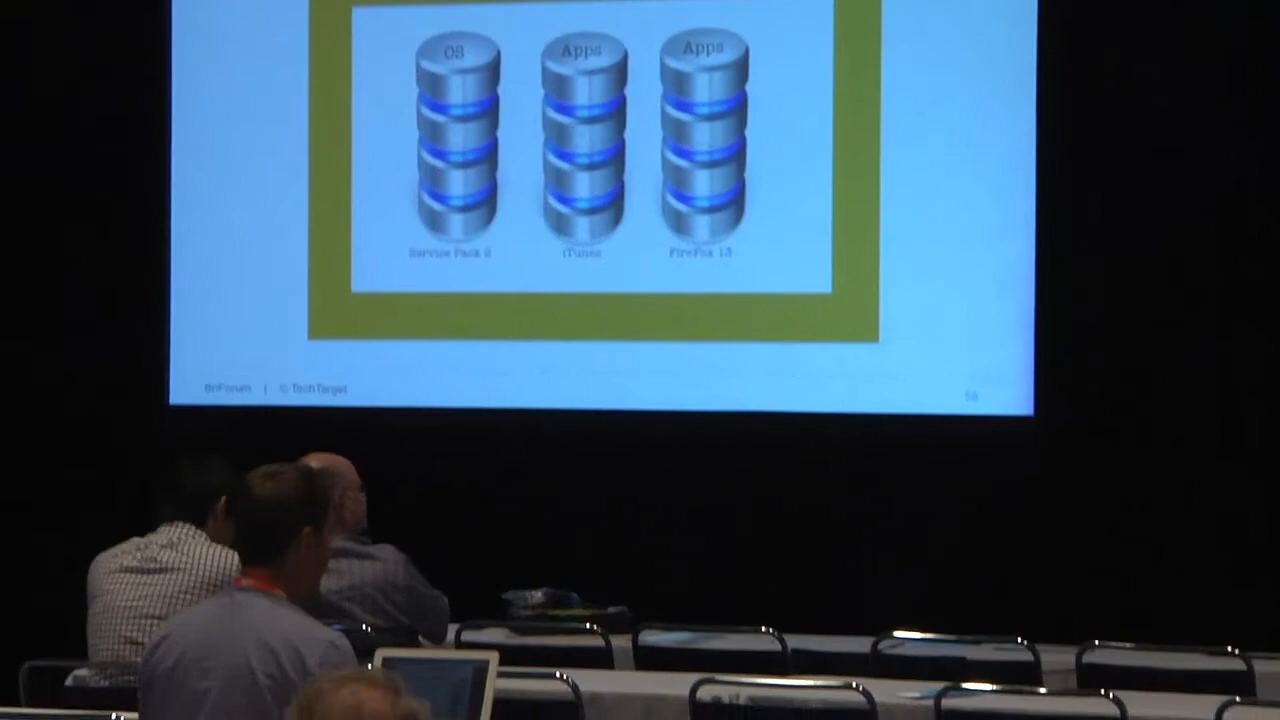 OS Apps Apps
Service Pack 2 iTunes FireFox 13
BriForum | © TechTarget